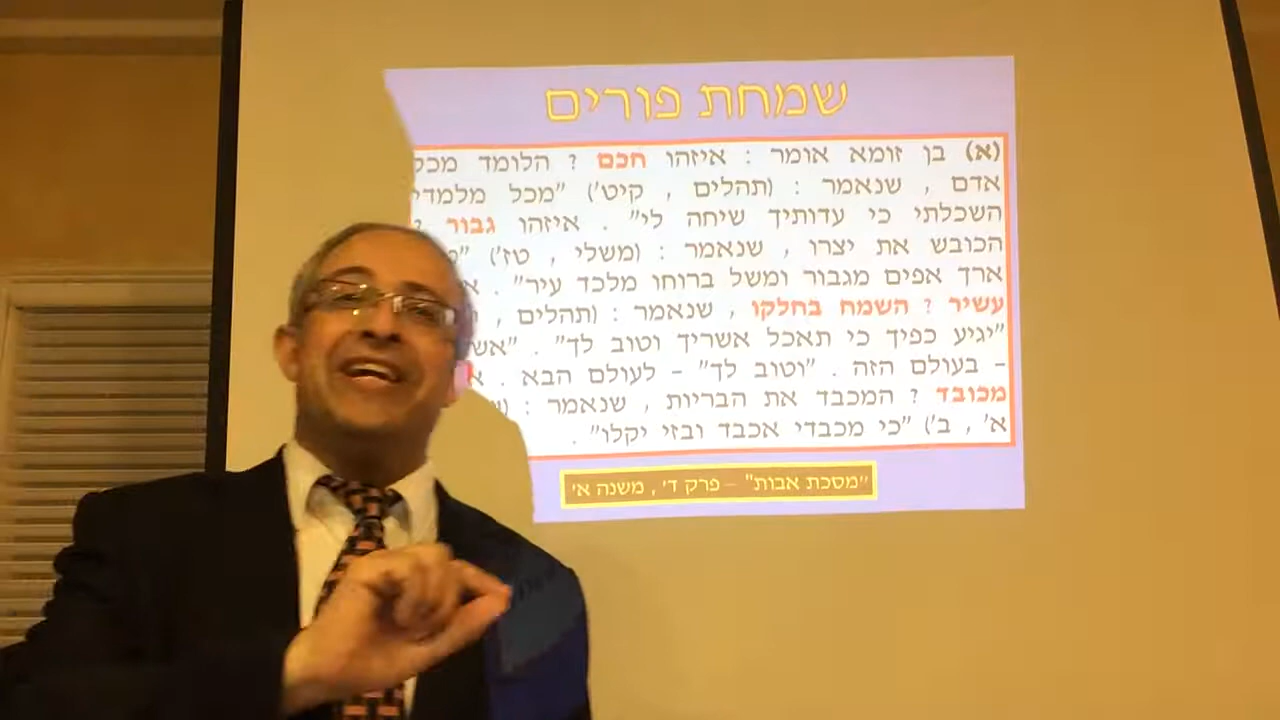 שמחת פורים
(א) בן זומא אומר : איזהו חכם ? הלומד מכל
אדם , שנאמר : (תהלים , קיט') "מכל מלמדי
השכלתי כי עדותיך שיחה לי" . איזהו גבור ?
הכובש את יצרו , שנאמר : (משלי , טז')
ארך אפים מגבור ומשל ברוחו מלכד עיר" .
עשיר ? השמח בחלקו , שנאמר : (תהלים ,
"יגיע כפיך כי תאכל אשריך וטוב לך" .
– בעולם הזה . "וטוב לך" – לעולם הבא .
מכובד ? המכבד את הבריות , שנאמר :
א' , ב') "כי מכבדי אכבד ובזי יקלו" .
"מסכת אבות" – פרק ד' , משנה א'